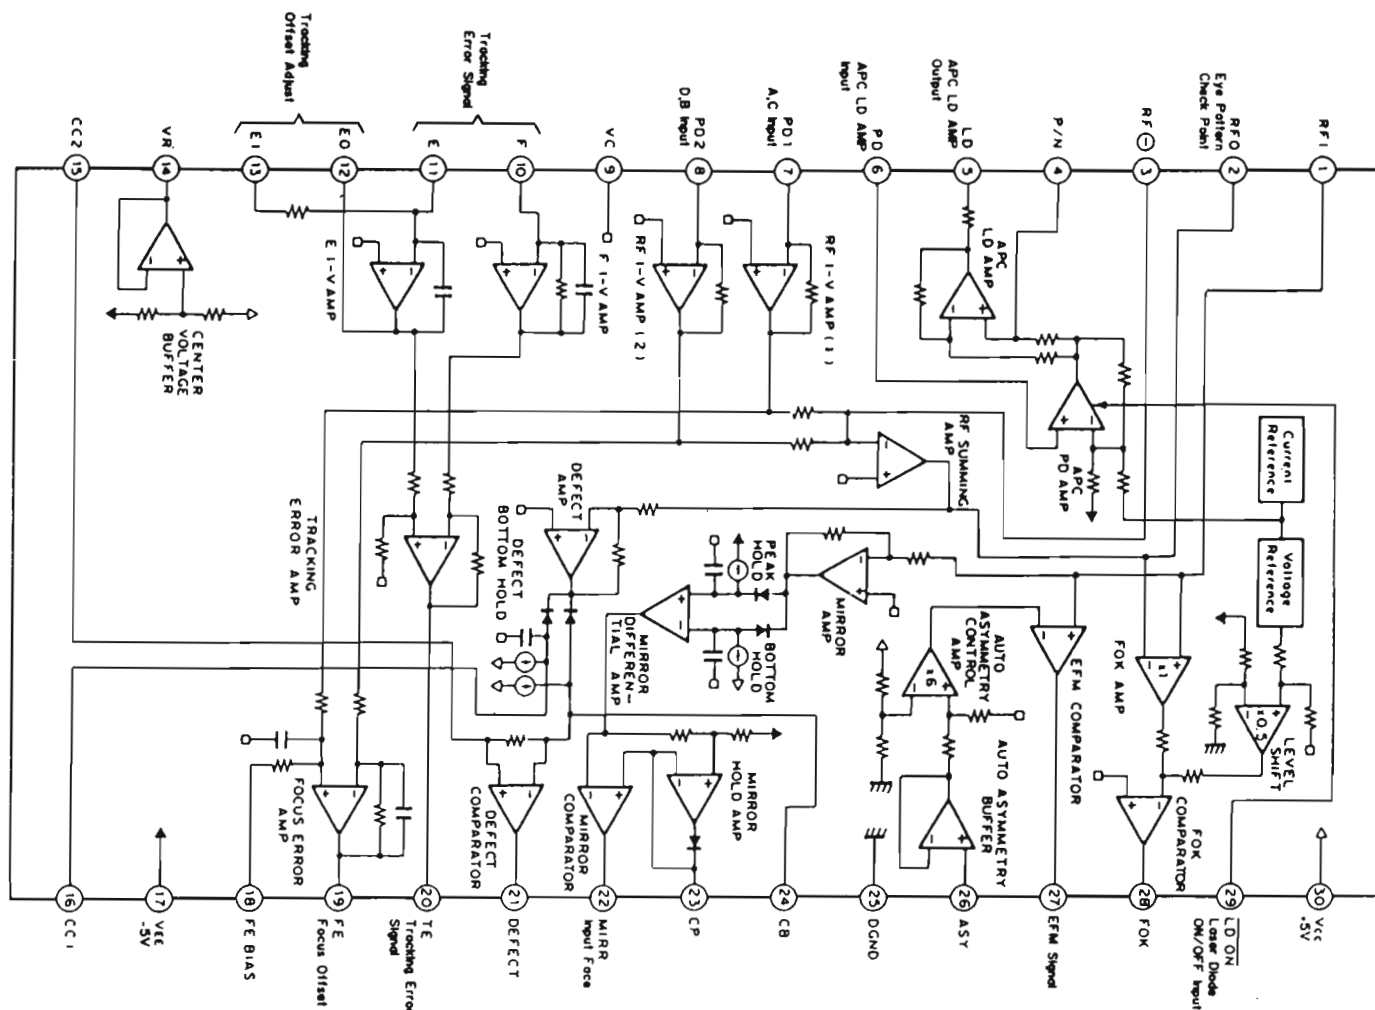 Tracking
Offset Adjust
Tracking
Error Signal
CC2
VR
E1
E0
E
F
VC
PD2
D,B Input
PD1
A,C Input
PD
APC LD AMP
Input
LD
APC LD AMP
Output
P/N
RF ⊖
RFO
Eye Pattern
Check Point
RF1
15
14
13
12
11
10
9
8
7
6
5
4
3
2
1
CENTER
VOLTAGE
BUFFER
E I-V AMP
F I-V AMP
RF I-V AMP (2)
RF I-V AMP (1)
APC
LD AMP
APC
PD AMP
RF SUMMING
AMP
Current
Reference
Voltage
Reference
TRACKING
ERROR AMP
DEFECT
AMP
DEFECT
BOTTOM HOLD
PEAK
HOLD
BOTTOM
HOLD
MIRROR
AMP
MIRROR
DIFFEREN-
TIAL AMP
AUTO
ASYMMETRY
CONTROL
AMP
x6
EFM COMPARATOR
FOK AMP
x1
LEVEL
SHIFT
x0.5
FOCUS ERROR
AMP
DEFECT
COMPARATOR
MIRROR COMPARATOR
MIRROR
HOLD AMP
AUTO ASYMMETRY
BUFFER
FOK
COMPARATOR
16
17
18
19
20
21
22
23
24
25
26
27
28
29
30
CC1
VEE
-5V
FE BIAS
FE
Focus Offset
TE
Tracking Error
Signal
DEFECT
MIRR
Input Face
CP
CB
DGND
ASY
EFM Signal
FOK
LD ON
Laser Diode
ON/OFF Input
Vcc
+5V